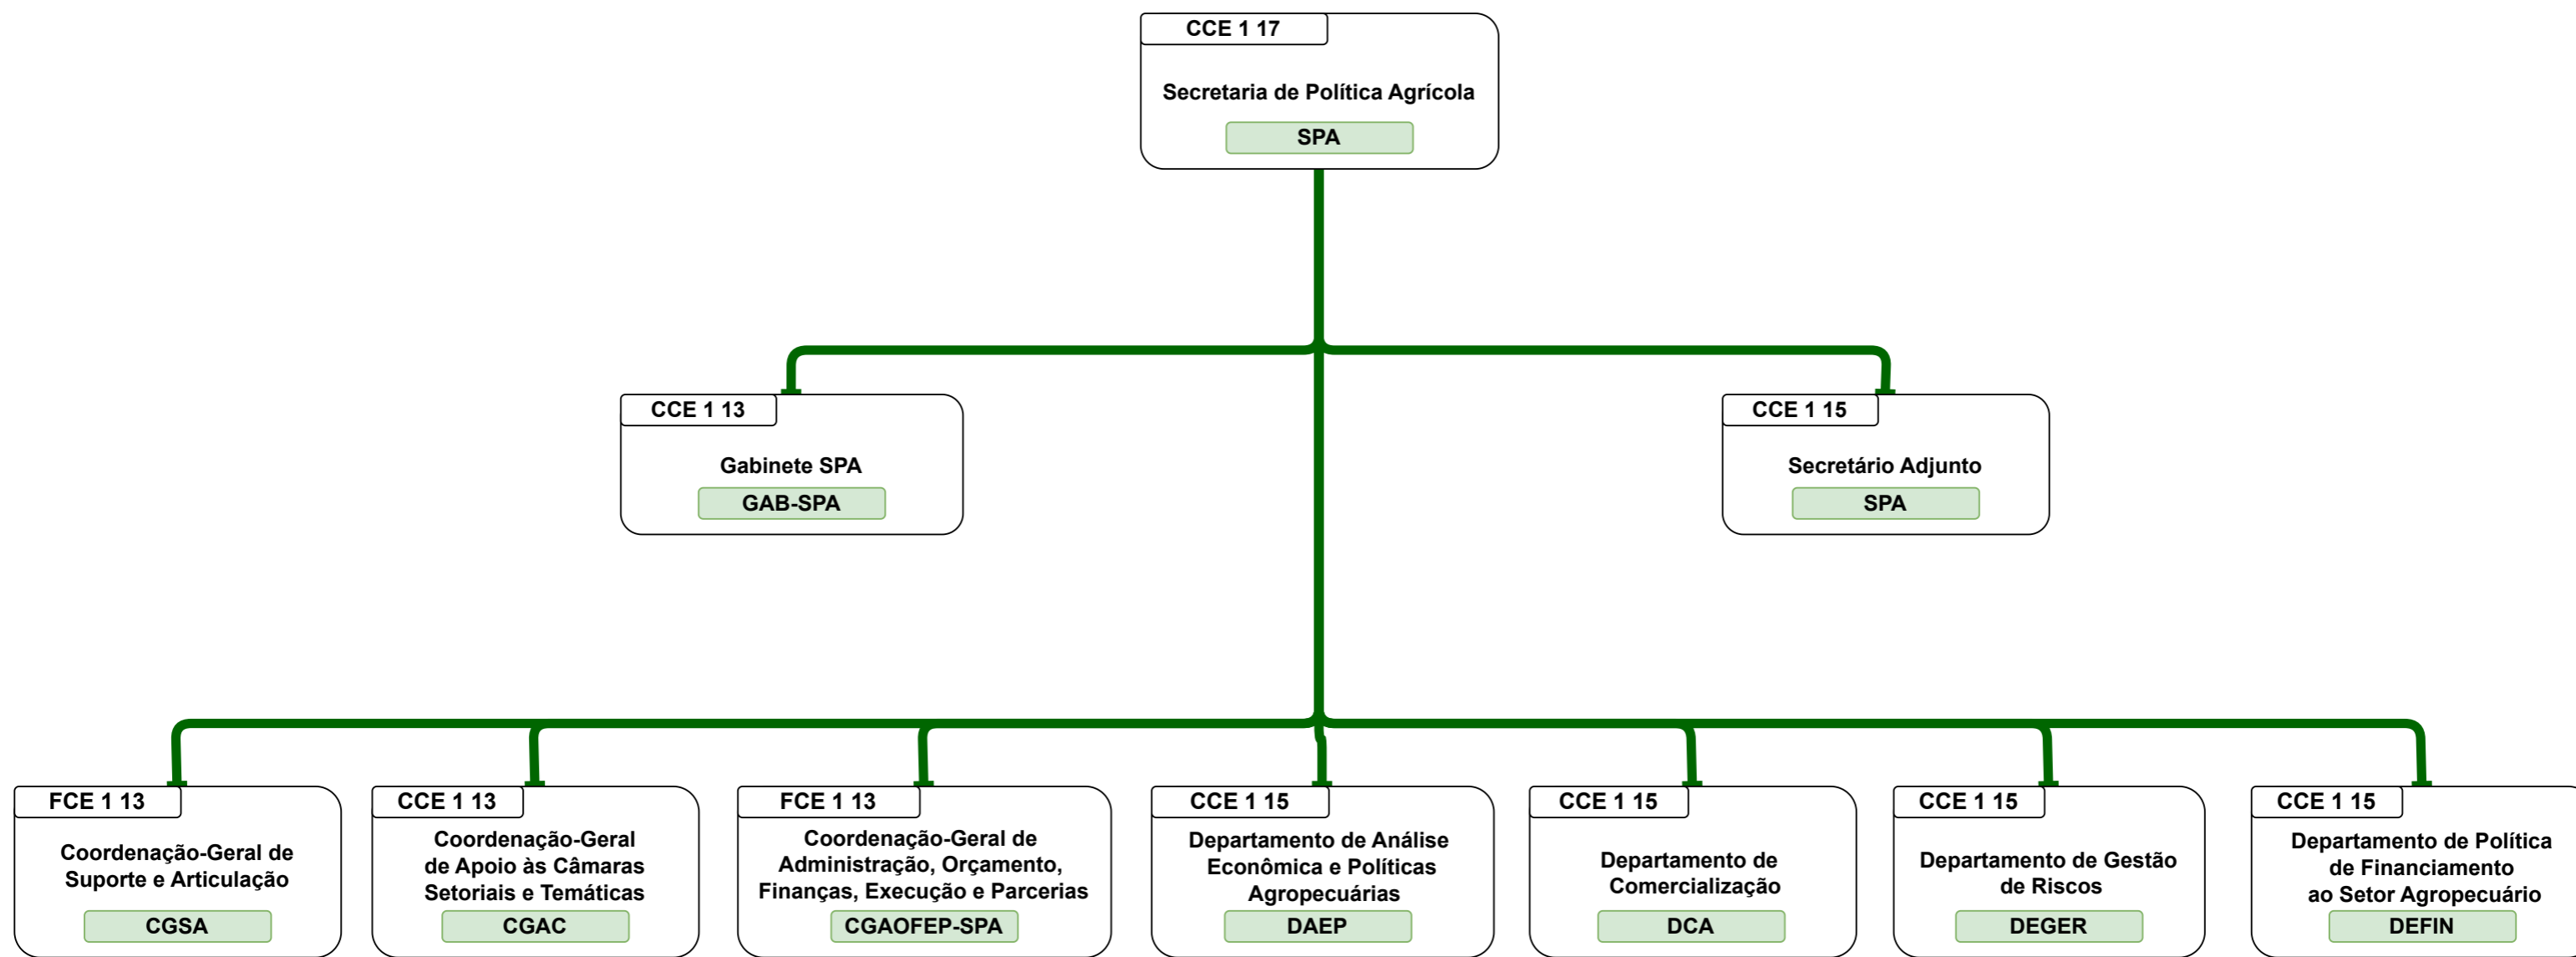 CCE 1 17
Secretaria de Política Agrícola
SPA
CCE 1 13
Gabinete SPA
GAB-SPA
CCE 1 15
Secretário Adjunto
SPA
FCE 1 13
Coordenação-Geral de
Suporte e Articulação
CGSA
CCE 1 13
Coordenação-Geral
de Apoio às Câmaras
Setoriais e Temáticas
CGAC
FCE 1 13
Coordenação-Geral de
Administração, Orçamento,
Finanças, Execução e Parcerias
CGAOFEP-SPA
CCE 1 15
Departamento de Análise
Econômica e Políticas
Agropecuárias
DAEP
CCE 1 15
Departamento de
Comercialização
DCA
CCE 1 15
Departamento de Gestão
de Riscos
DEGER
CCE 1 15
Departamento de Política
de Financiamento
ao Setor Agropecuário
DEFIN